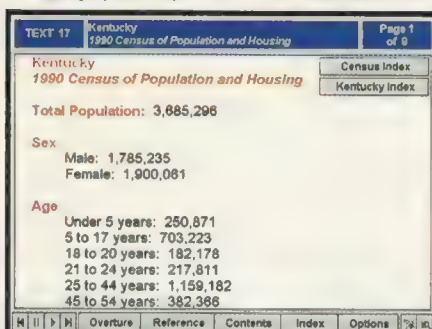 TEXT 17
Kentucky
1990 Census of Population and Housing
Page 1
of 9
Kentucky
1990 Census of Population and Housing
Census Index
Kentucky Index
Total Population: 3,685,296
Sex
Male: 1,785,235
Female: 1,900,061
Age
Under 5 years: 250,871
5 to 17 years: 703,223
18 to 20 years: 182,178
21 to 24 years: 217,811
25 to 44 years: 1,159,182
45 to 54 years: 382,366
Overture Reference Contents Index Options